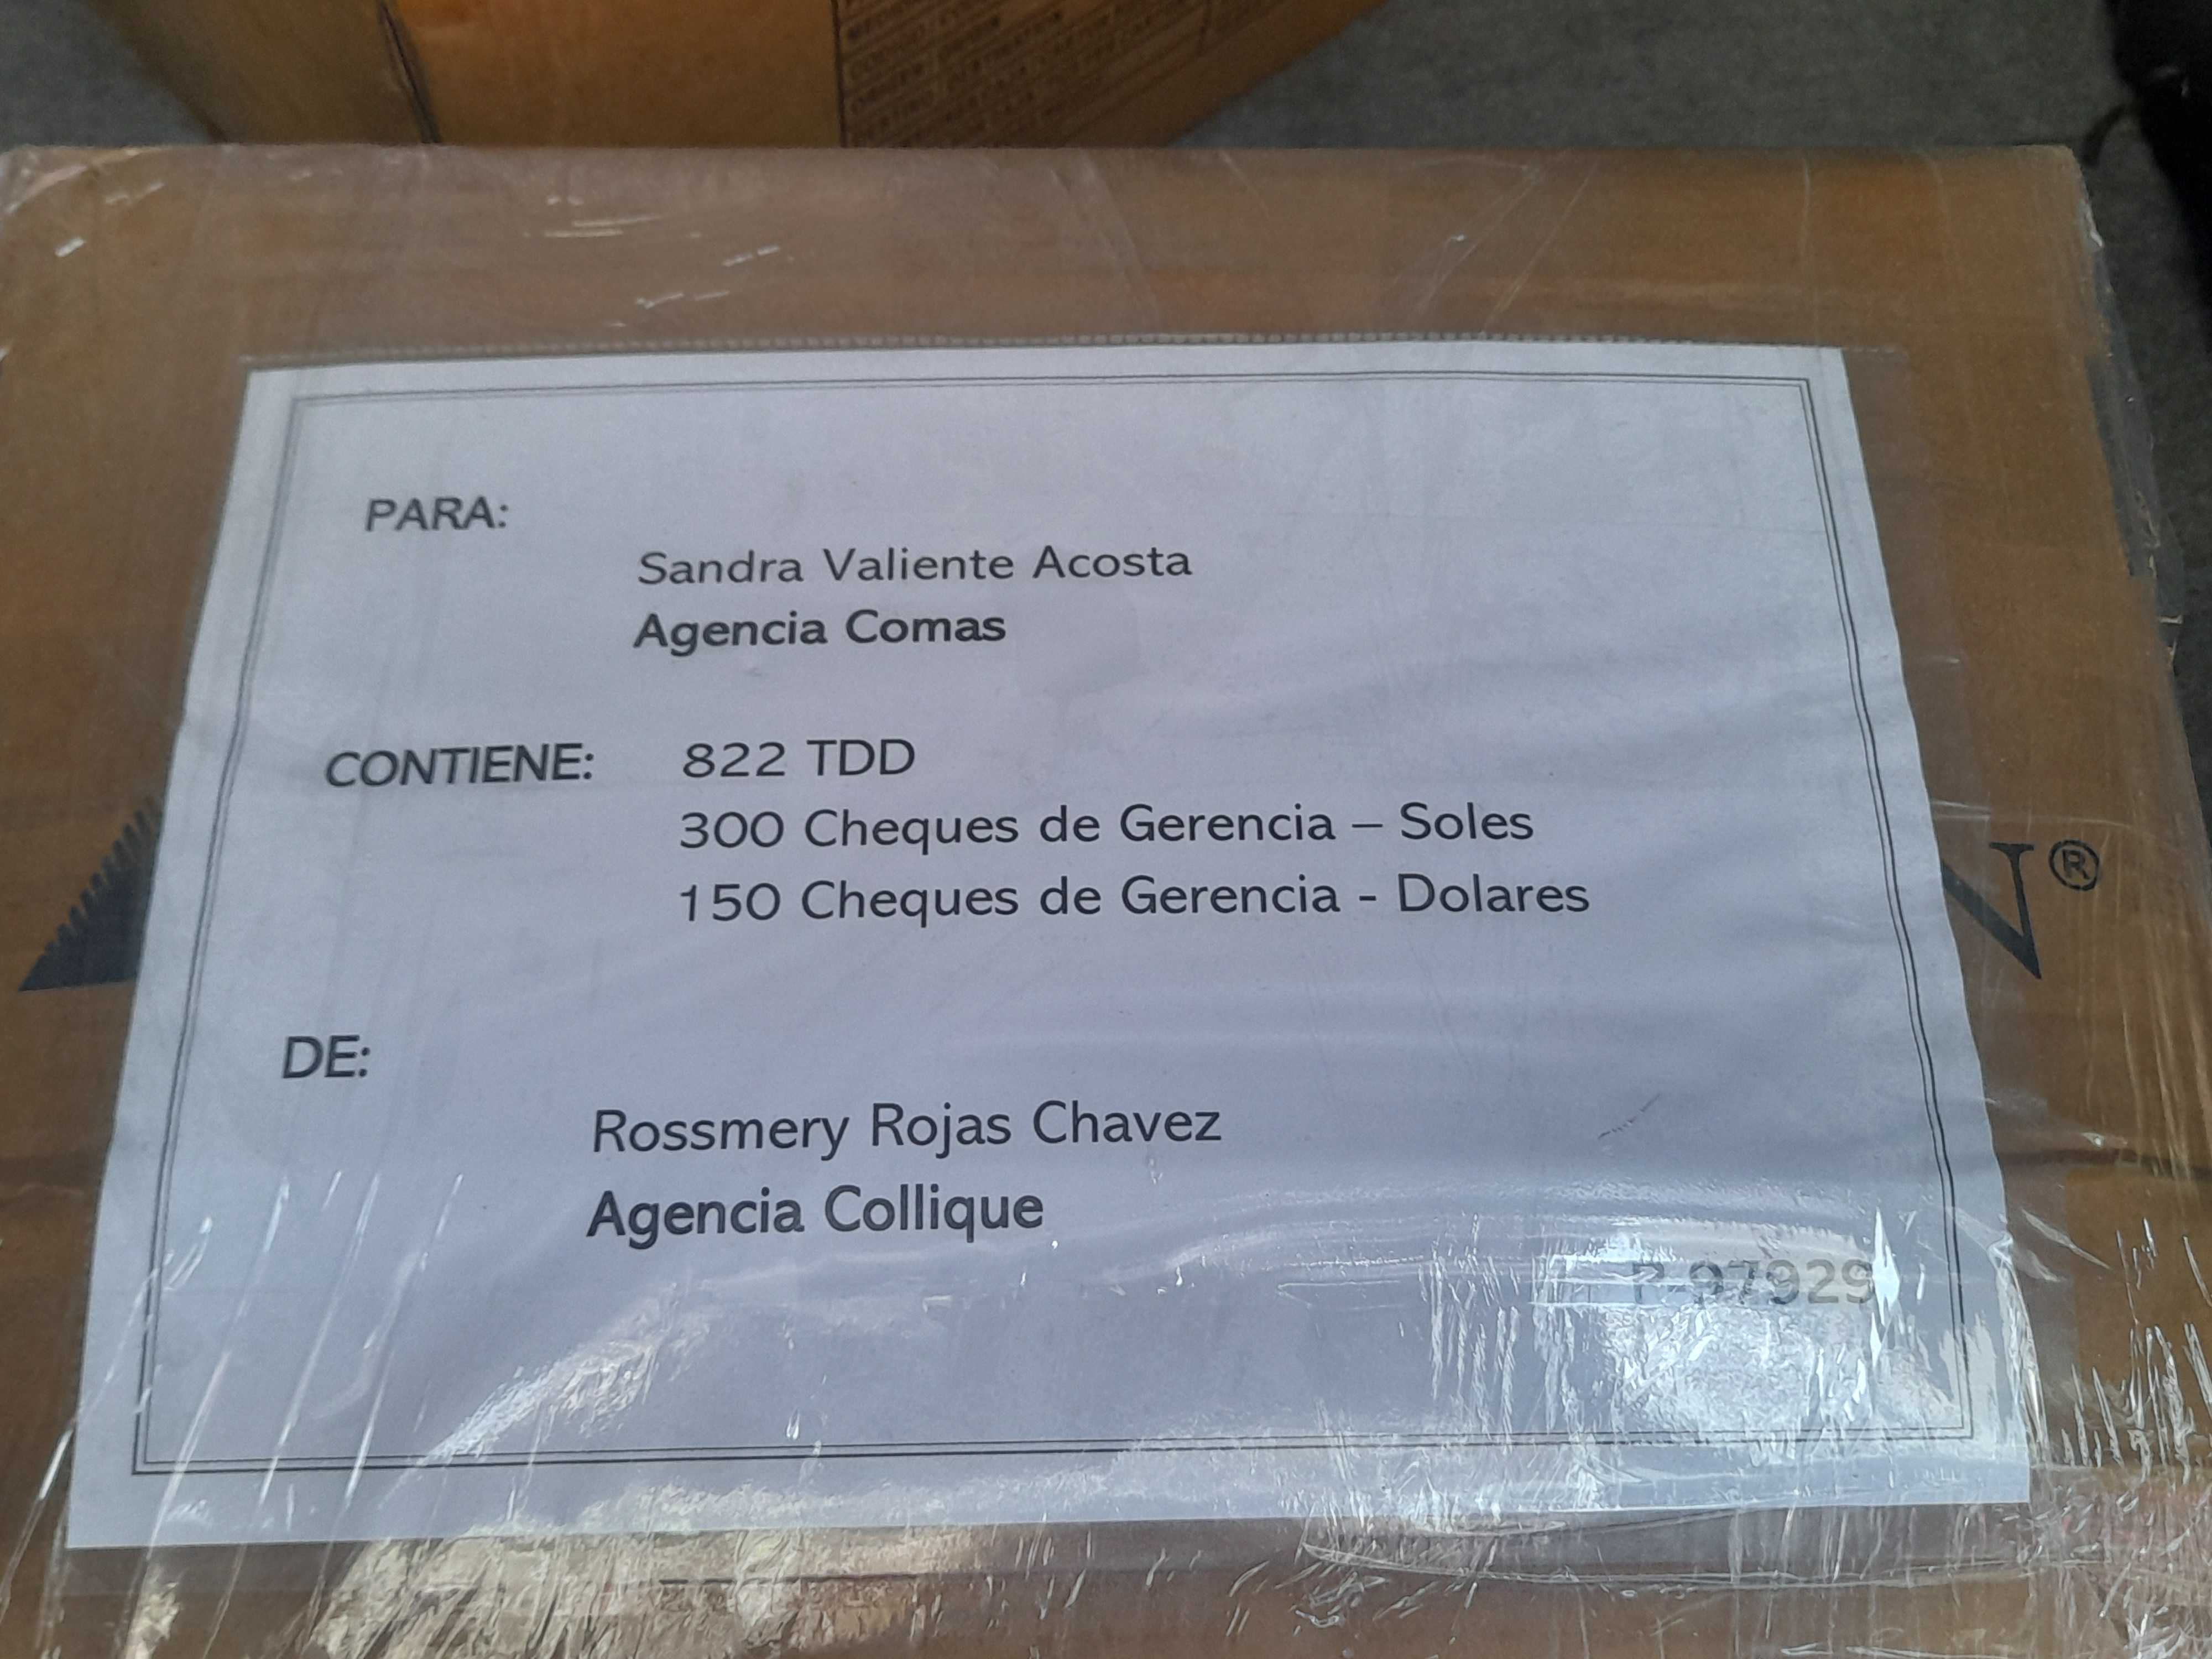 PARA:
Sandra Valiente Acosta
Agencia Comas
CONTIENE: 822 TDD
300 Cheques de Gerencia – Soles
150 Cheques de Gerencia - Dolares
N®
DE:
Rossmery Rojas Chavez
Agencia Collique
P-97929